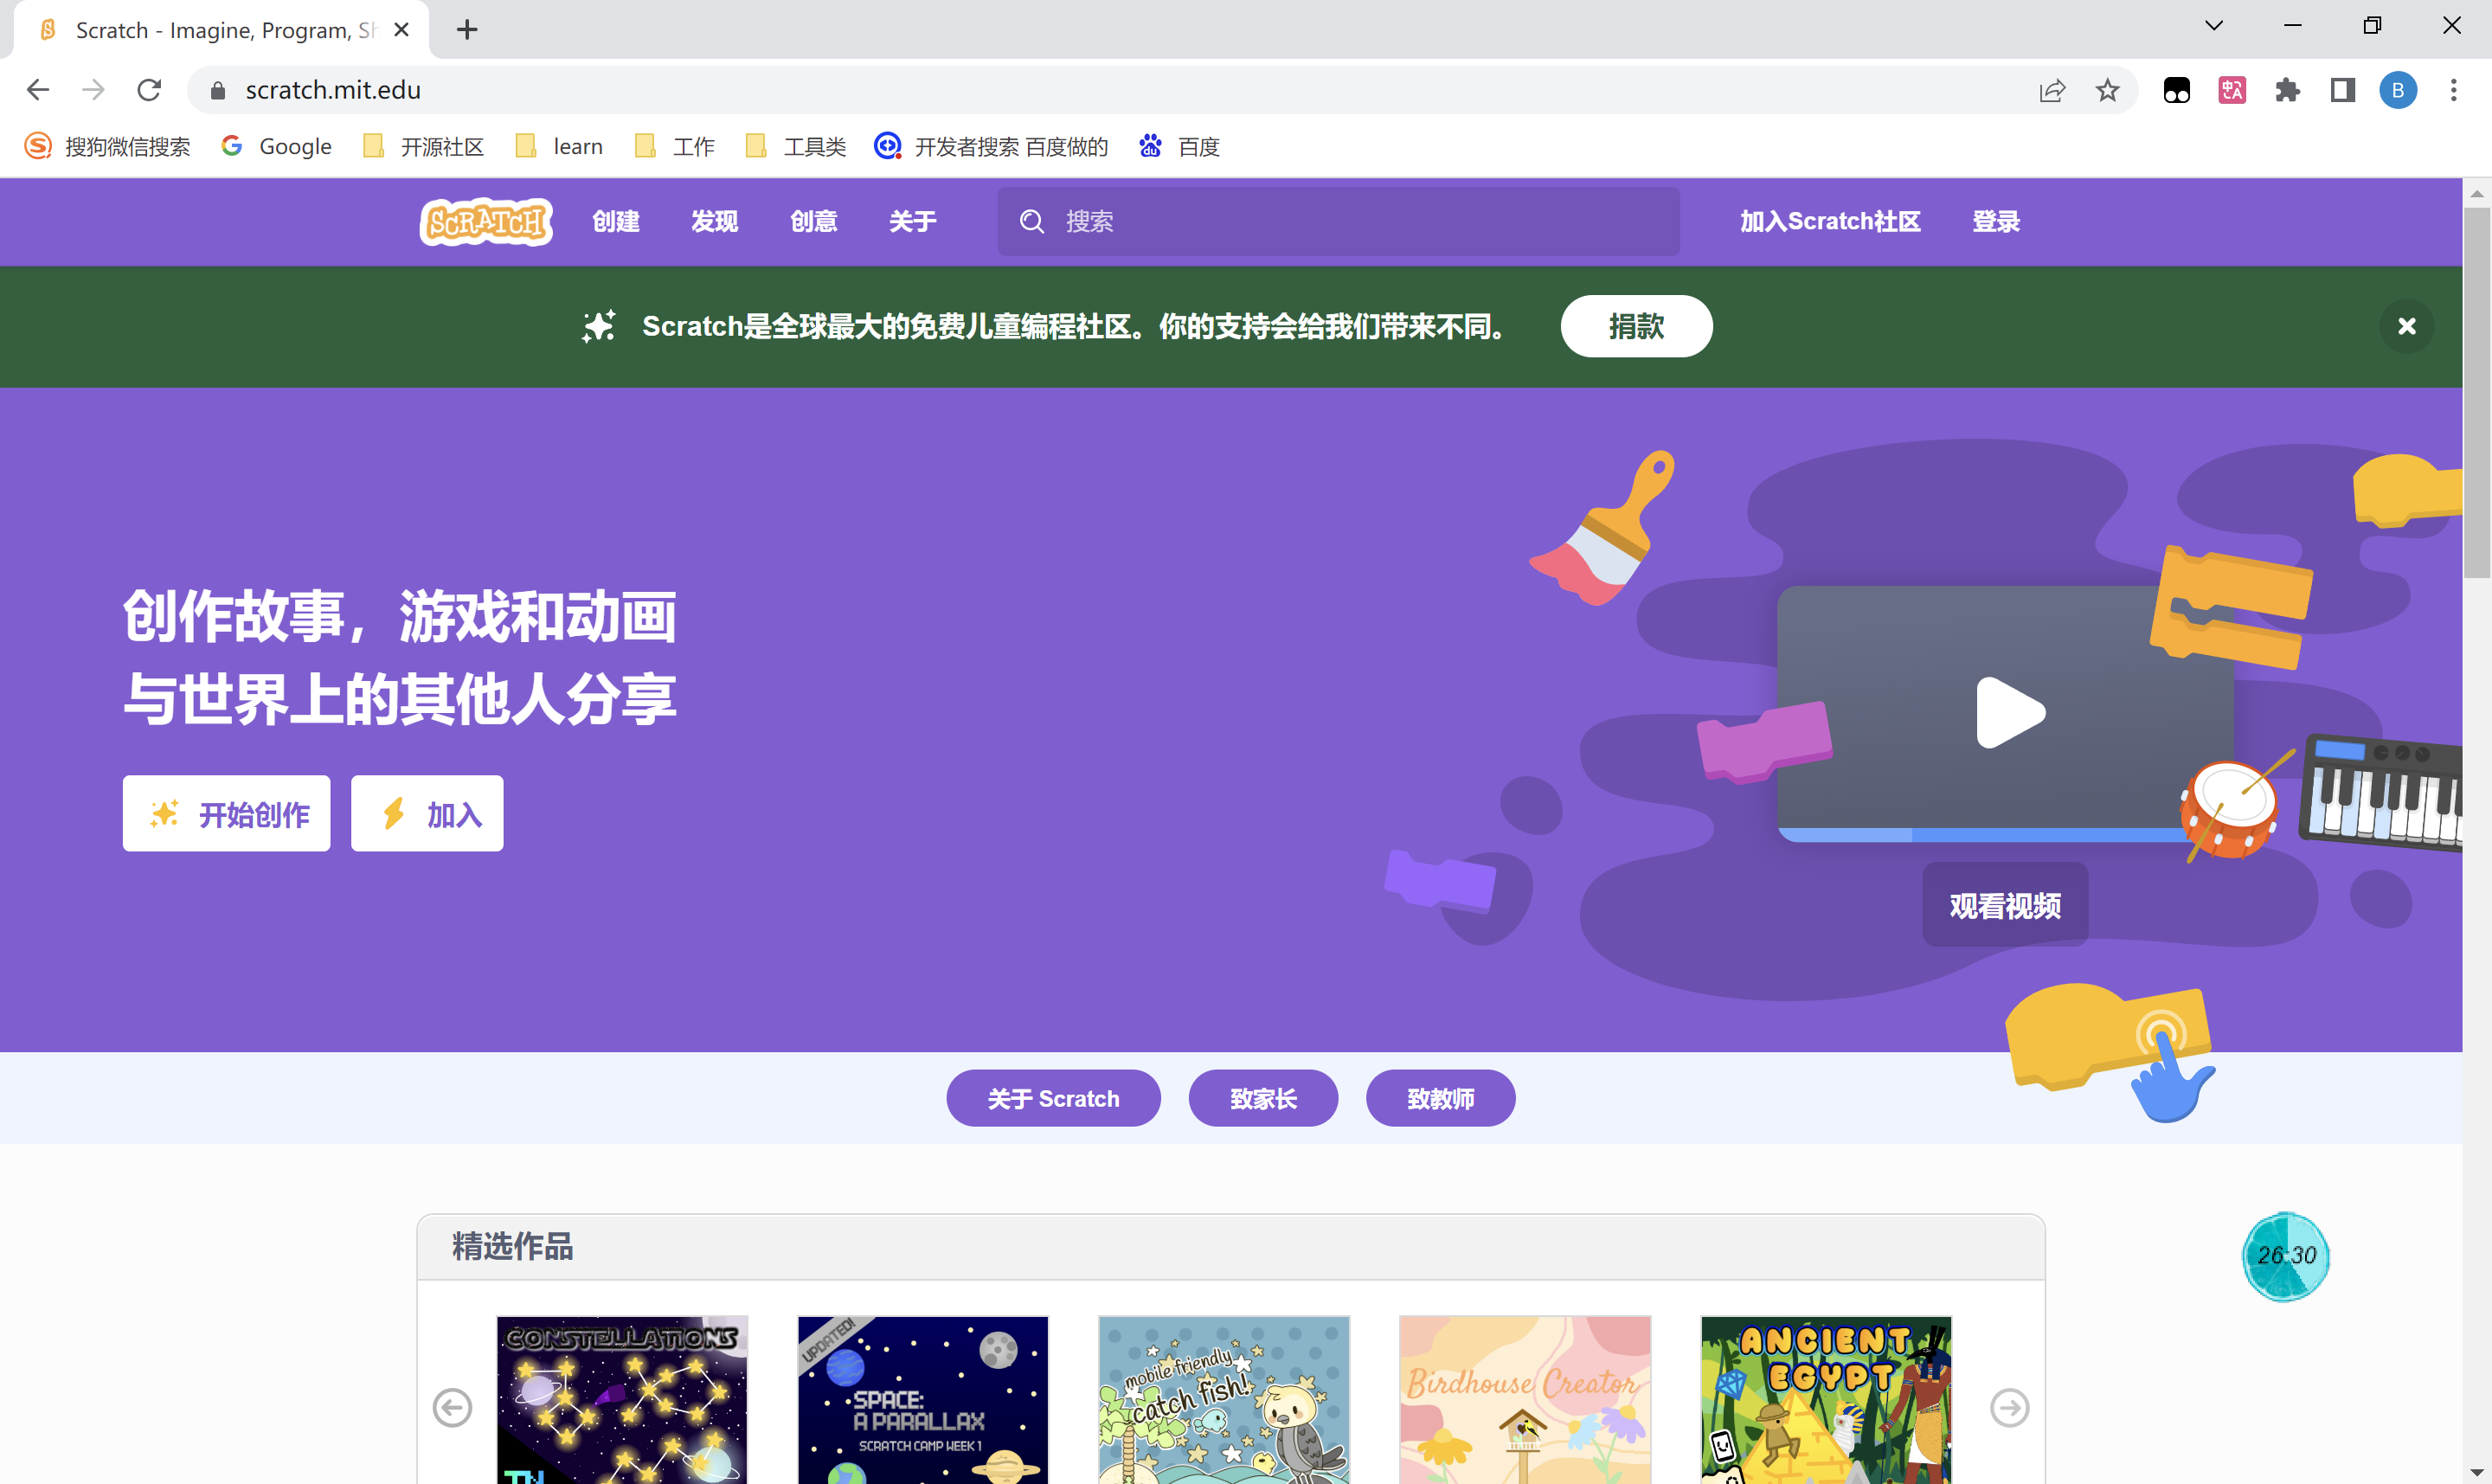 Scratch - Imagine, Program, Sh
scratch.mit.edu
B
搜狗微信搜索
Google
开源社区
learn
工作
工具类
开发者搜索 百度做的
百度
SCRATCH
创建
发现
创意
关于
搜索
加入Scratch社区
登录
Scratch是全球最大的免费儿童编程社区。你的支持会给我们带来不同。
捐款
创作故事，游戏和动画
与世界上的其他人分享
开始创作
加入
观看视频
关于 Scratch
致家长
致教师
精选作品
26:30
CONSTELLATIONS
UPDATED!
SPACE:
A PARALLAX
SCRATCH CAMP WEEK 1
mobile friendly
catch fish!
Birdhouse Creator
ANCIENT
EGYPT